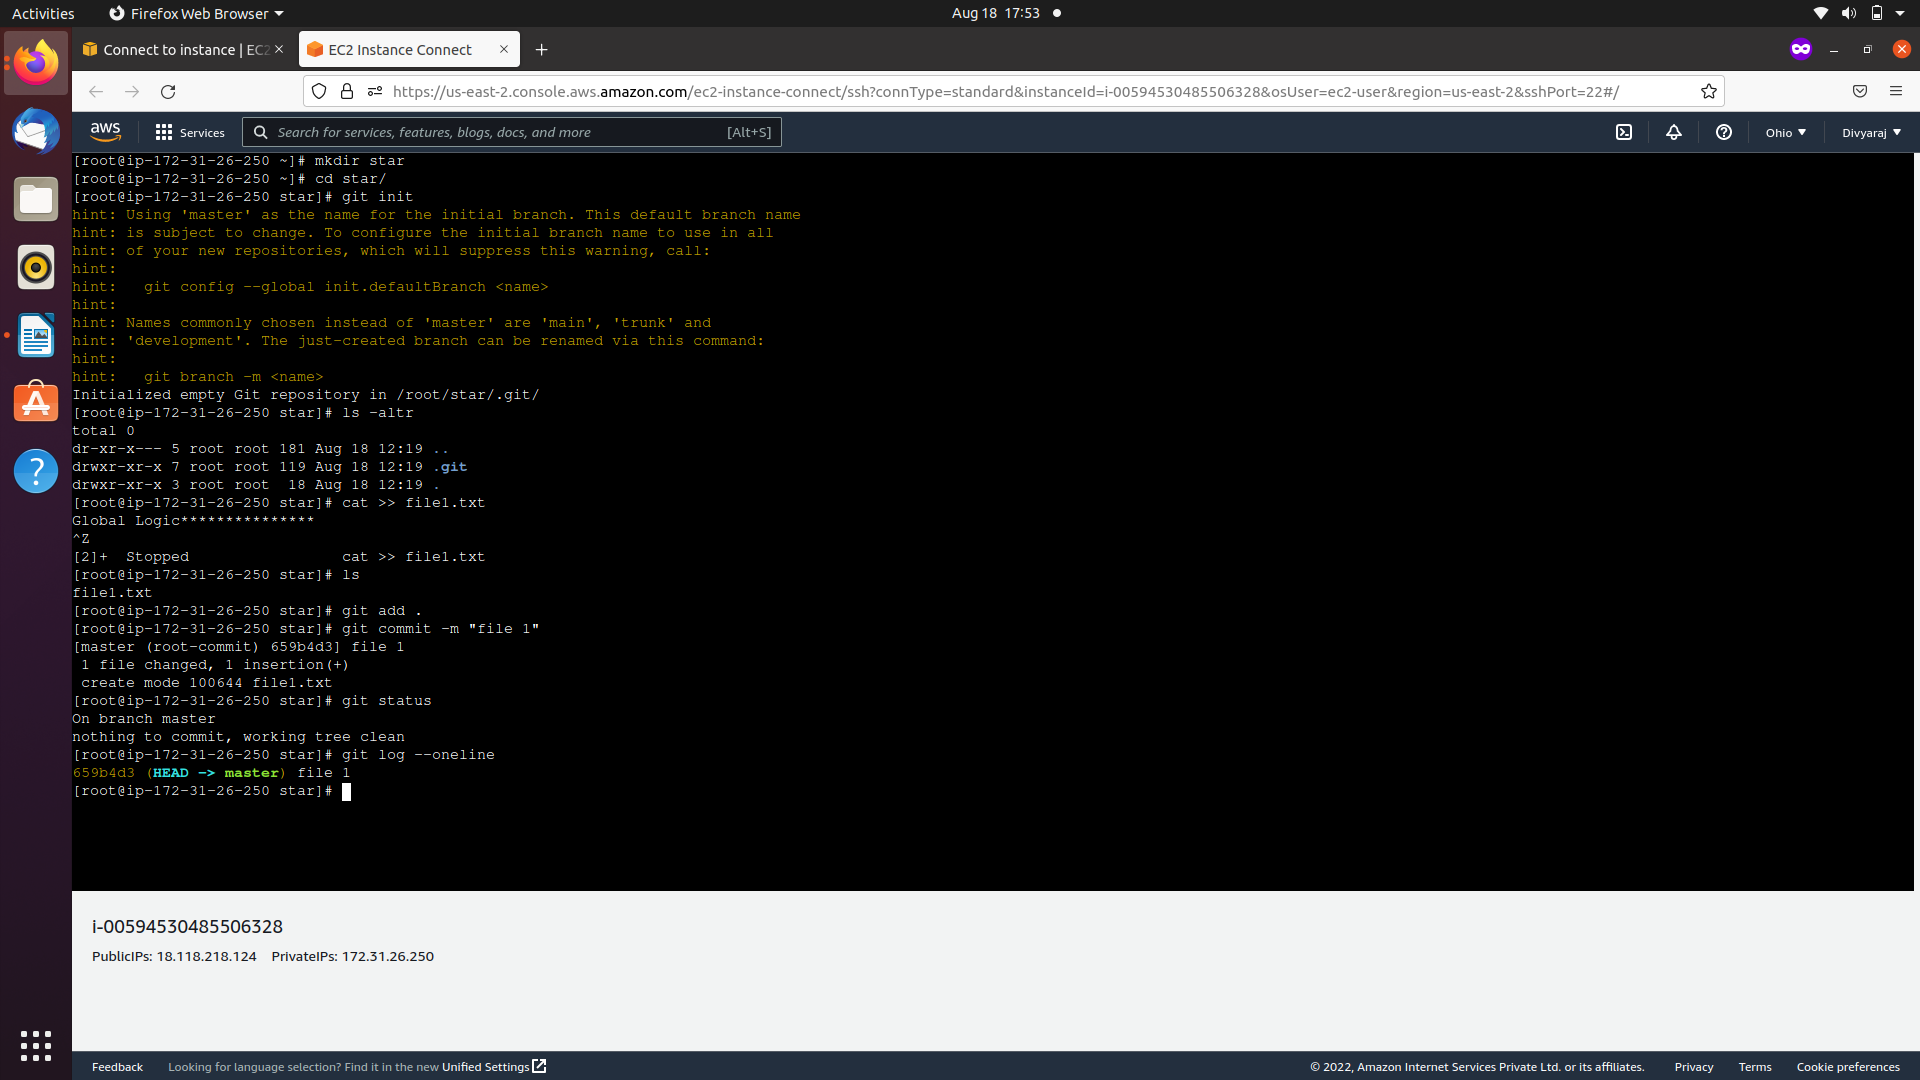 Activities
Firefox Web Browser
Aug 18 17:53
Connect to instance | EC2
EC2 Instance Connect
https://us-east-2.console.aws.amazon.com/ec2-instance-connect/ssh?connType=standard&instanceId=i-00594530485506328&osUser=ec2-user&region=us-east-2&sshPort=22#/
aws
Services
Search for services, features, blogs, docs, and more
[Alt+S]
Ohio
Divyaraj
[root@ip-172-31-26-250 ~]# mkdir star
[root@ip-172-31-26-250 ~]# cd star/
[root@ip-172-31-26-250 star]# git init
hint: Using 'master' as the name for the initial branch. This default branch name
hint: is subject to change. To configure the initial branch name to use in all
hint: of your new repositories, which will suppress this warning, call:
hint:
hint:   git config --global init.defaultBranch <name>
hint:
hint: Names commonly chosen instead of 'master' are 'main', 'trunk' and
hint: 'development'. The just-created branch can be renamed via this command:
hint:
hint:   git branch -m <name>
Initialized empty Git repository in /root/star/.git/
[root@ip-172-31-26-250 star]# ls -altr
total 0
dr-xr-x--- 5 root root 181 Aug 18 12:19 ..
drwxr-xr-x 7 root root 119 Aug 18 12:19 .git
drwxr-xr-x 3 root root  18 Aug 18 12:19 .
[root@ip-172-31-26-250 star]# cat >> file1.txt
Global Logic***************
^Z
[2]+  Stopped                 cat >> file1.txt
[root@ip-172-31-26-250 star]# ls
file1.txt
[root@ip-172-31-26-250 star]# git add .
[root@ip-172-31-26-250 star]# git commit -m "file 1"
[master (root-commit) 659b4d3] file 1
 1 file changed, 1 insertion(+)
 create mode 100644 file1.txt
[root@ip-172-31-26-250 star]# git status
On branch master
nothing to commit, working tree clean
[root@ip-172-31-26-250 star]# git log --oneline
659b4d3 (HEAD -> master) file 1
[root@ip-172-31-26-250 star]#
i-00594530485506328
PublicIPs: 18.118.218.124    PrivateIPs: 172.31.26.250
Feedback
Looking for language selection? Find it in the new Unified Settings
© 2022, Amazon Internet Services Private Ltd. or its affiliates.
Privacy
Terms
Cookie preferences